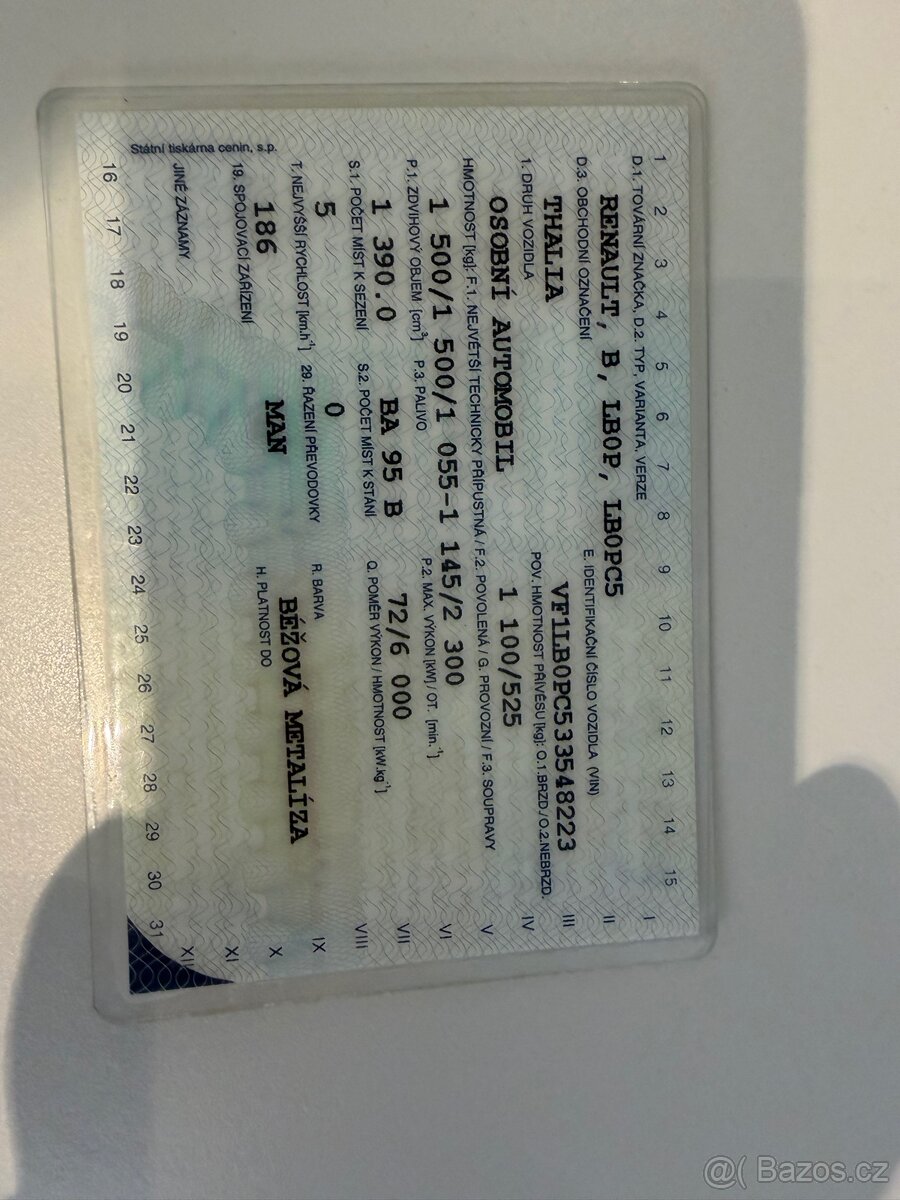 1 2 3 4 5 6 7 8 9 10 11 12 13 14 15
D.1. TOVÁRNÍ ZNAČKA, D.2. TYP, VARIANTA, VERZE
I
RENAULT, B, LB0P, LB0PC5
II
D.3. OBCHODNÍ OZNAČENÍ E. IDENTIFIKAČNÍ ČÍSLO VOZIDLA (VIN)
THALIA VF1LB0PC533548223
III
1. DRUH VOZIDLA POV. HMOTNOST PŘÍVĚSU [kg]: O.1.BRZD./O.2.NEBRZD.
OSOBNÍ AUTOMOBIL 1 100/525
IV
HMOTNOST [kg]: F.1. NEJVĚTŠÍ TECHNICKY PŘÍPUSTNÁ / F.2. POVOLENÁ / G. PROVOZNÍ / F.3. SOUPRAVY
V
1 500/1 500/1 055-1 145/2 300
VI
P.1. ZDVIHOVÝ OBJEM [cm³] P.3. PALIVO P.2. MAX. VÝKON [kW] / OT. [min.⁻¹]
1 390.0 BA 95 B 72/6 000
VII
S.1. POČET MÍST K SEZENÍ S.2. POČET MÍST K STÁNÍ Q. POMĚR VÝKON / HMOTNOST [kW.kg⁻¹]
VIII
5 0
T. NEJVYŠŠÍ RYCHLOST [km.h⁻¹] 29. ŘAZENÍ PŘEVODOVKY R. BARVA
IX
186 MAN BÉŽOVÁ METALÍZA
X
19. SPOJOVACÍ ZAŘÍZENÍ H. PLATNOST DO
XI
JINÉ ZÁZNAMY
XII
Státní tiskárna cenin, s.p.
16 17 18 19 20 21 22 23 24 25 26 27 28 29 30 31
@( Bazos.cz